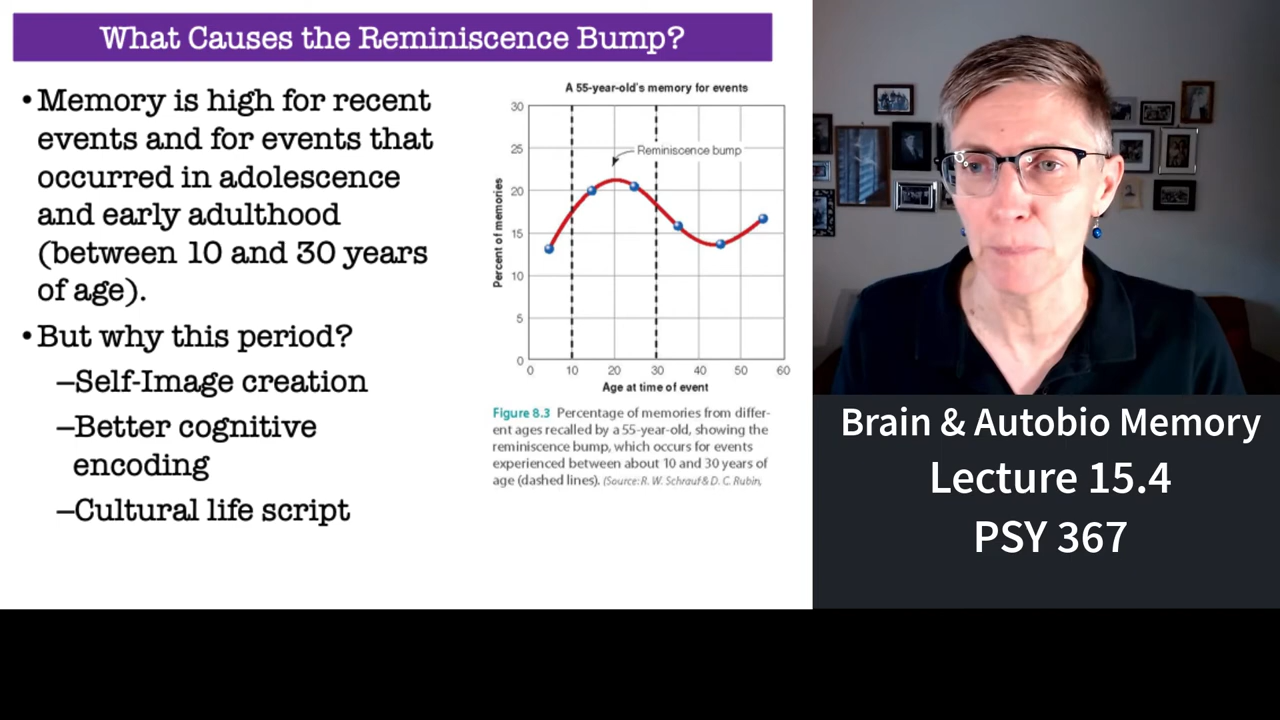 What Causes the Reminiscence Bump?
•Memory is high for recent
events and for events that
occurred in adolescence
and early adulthood
(between 10 and 30 years
of age).
•But why this period?
–Self-Image creation
–Better cognitive
encoding
–Cultural life script
A 55-year-old's memory for events
30
25
20
15
10
5
0
Percent of memories
Reminiscence bump
0 10 20 30 40 50 60
Age at time of event
Figure 8.3 Percentage of memories from differ-
ent ages recalled by a 55-year-old, showing the
reminiscence bump, which occurs for events
experienced between about 10 and 30 years of
age (dashed lines). (Source: R. W. Schrauf & D. C. Rubin,
Brain & Autobio Memory
Lecture 15.4
PSY 367